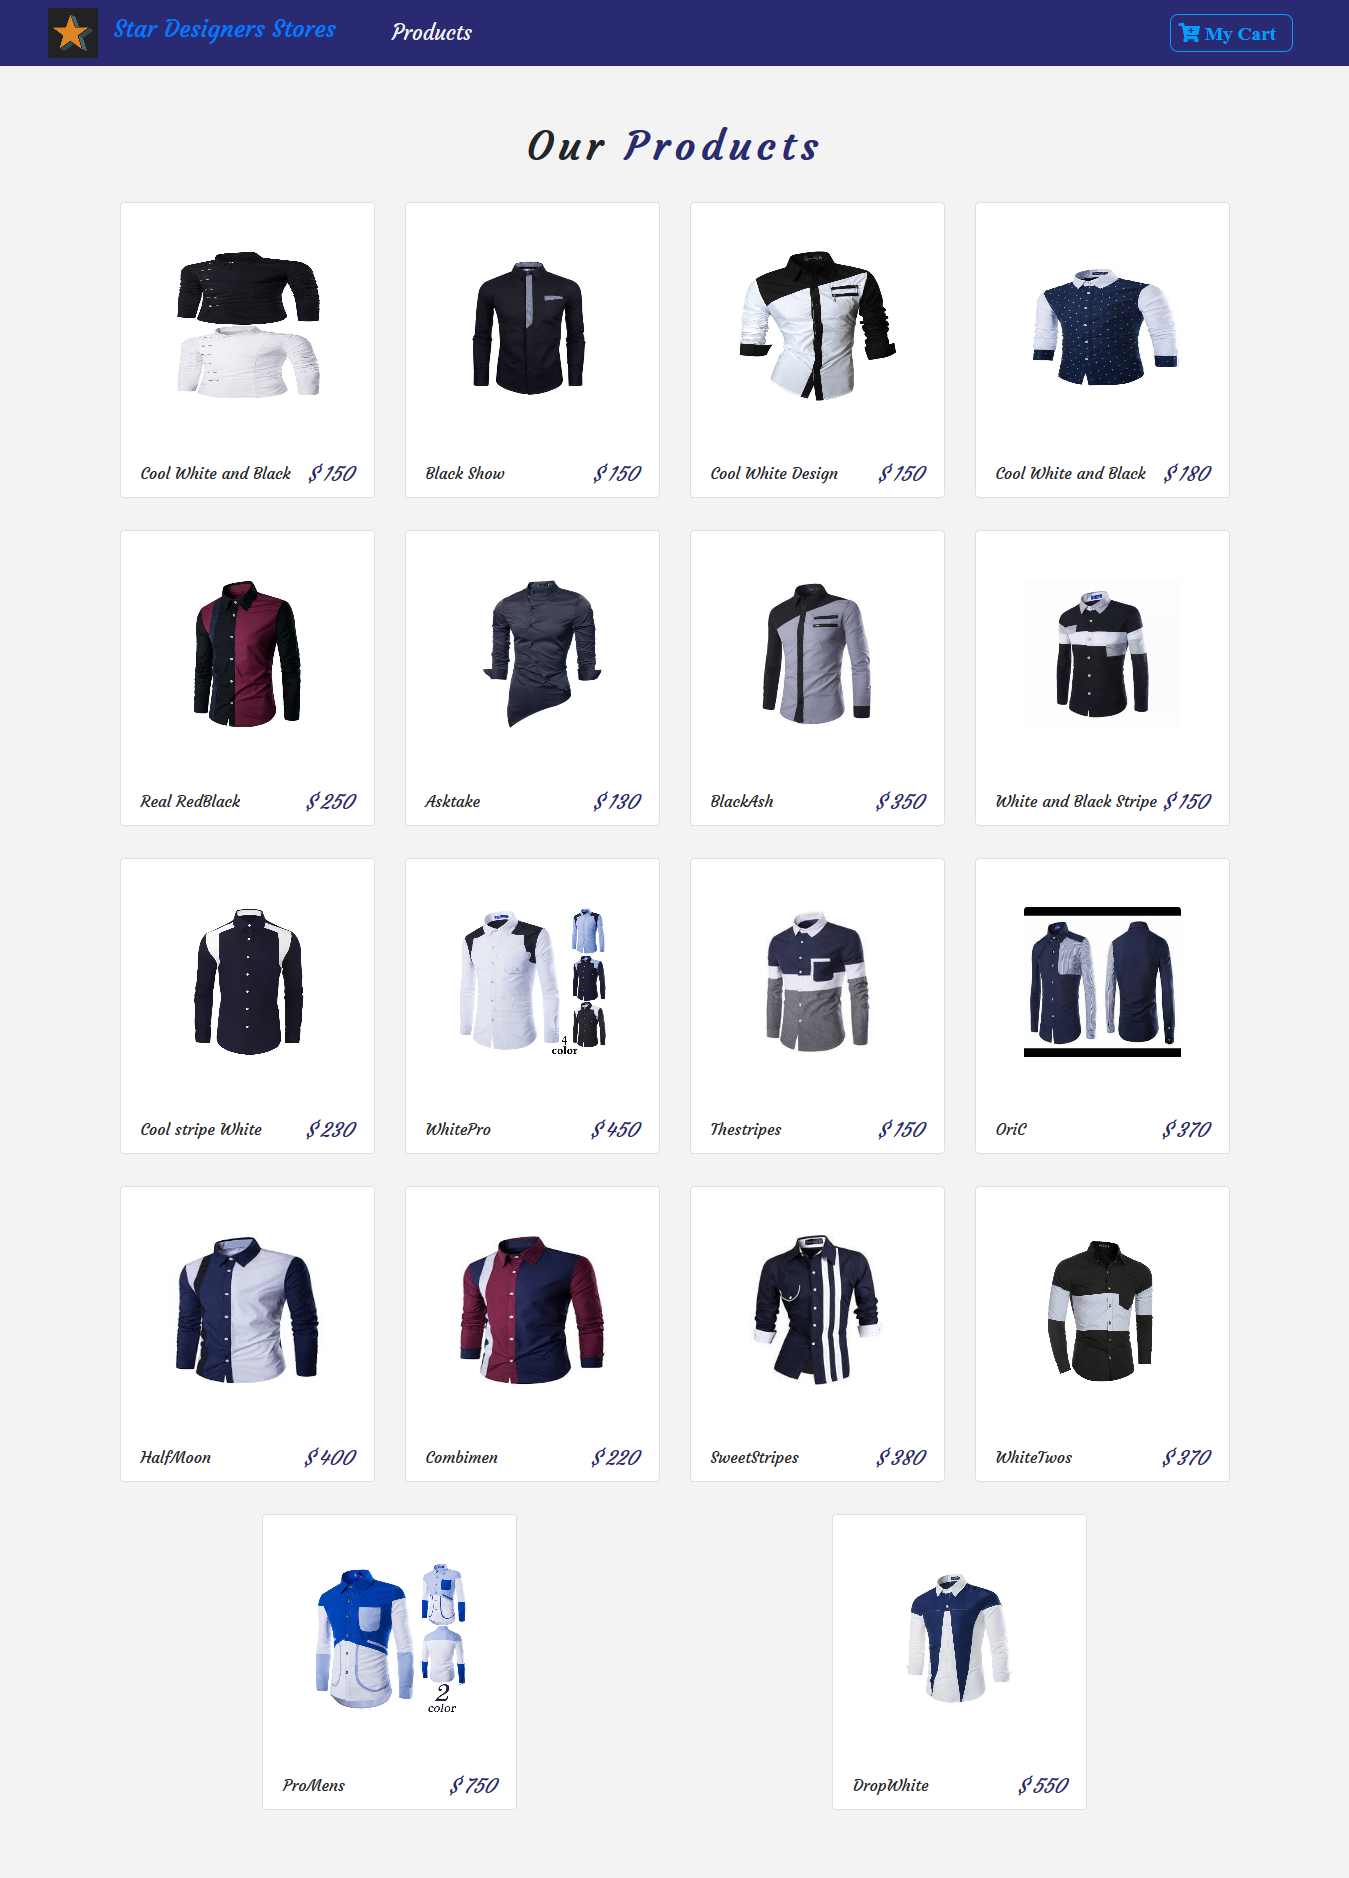 Star Designers Stores
Products
My Cart
Our Products
Cool White and Black $ 150
Black Show $ 150
Cool White Design $ 150
Cool White and Black $ 180
Real RedBlack $ 250
Asktake $ 130
BlackAsh $ 350
White and Black Stripe $ 150
4
color
Cool stripe White $ 230
WhitePro $ 450
Thestripes $ 150
OriC $ 370
HalfMoon $ 400
Combimen $ 220
SweetStripes $ 380
WhiteTwos $ 370
2
color
ProMens $ 750
DropWhite $ 550